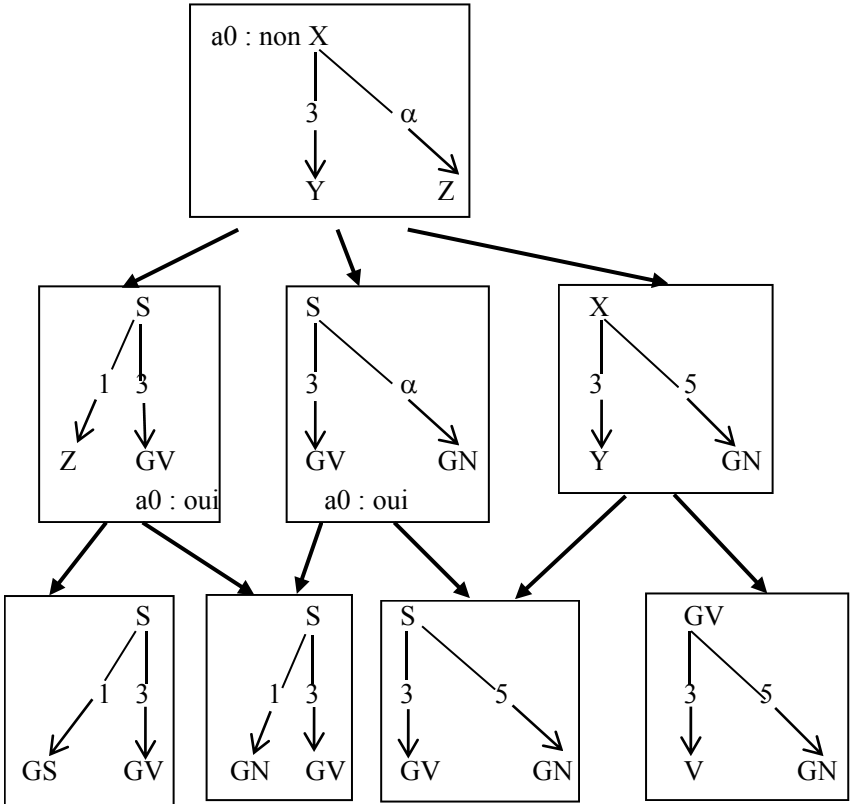 a0 : non X
3 α
Y Z
S
1 3
Z GV
a0 : oui
S
3 α
GV GN
a0 : oui
X
3 5
Y GN
S
1 3
GS GV
S
1 3
GN GV
S
3 5
GV GN
GV
3 5
V GN